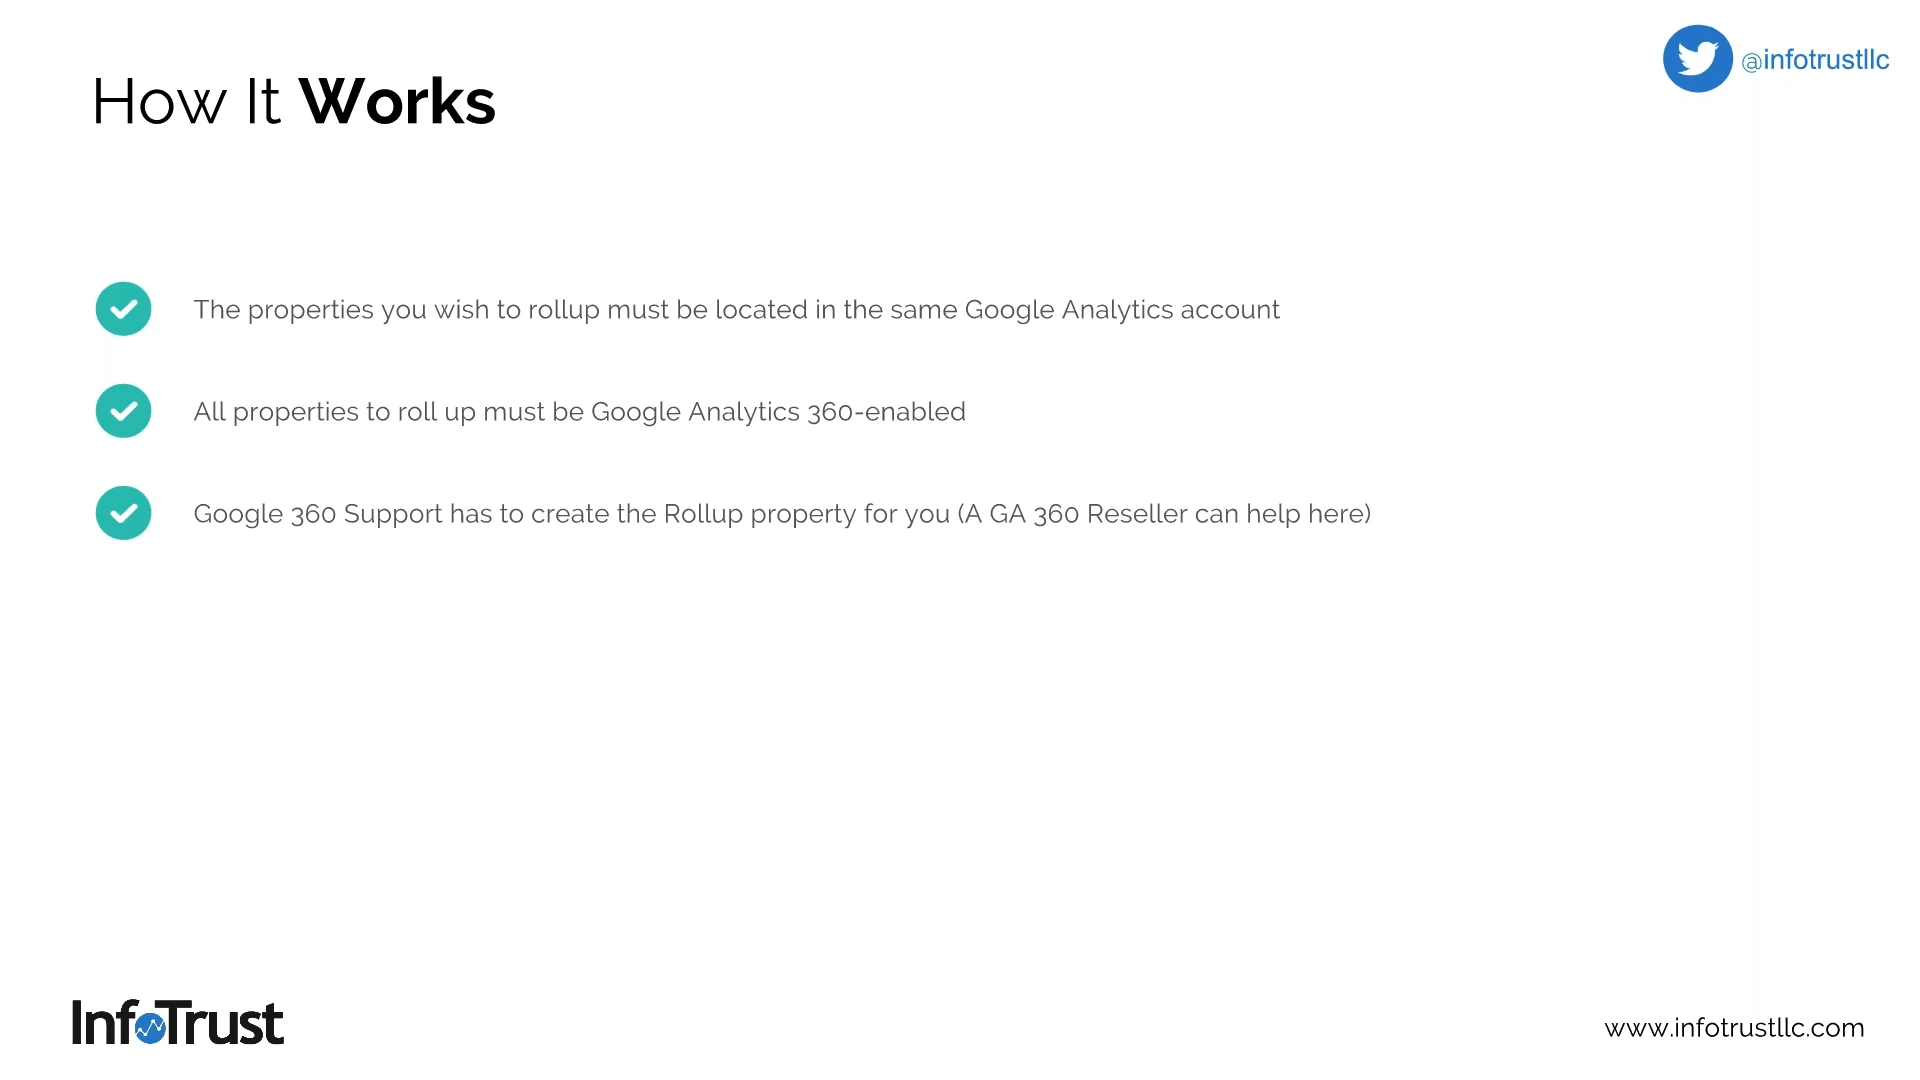 @infotrustllc
How It Works
The properties you wish to rollup must be located in the same Google Analytics account
All properties to roll up must be Google Analytics 360-enabled
Google 360 Support has to create the Rollup property for you (A GA 360 Reseller can help here)
InfoTrust
www.infotrustllc.com